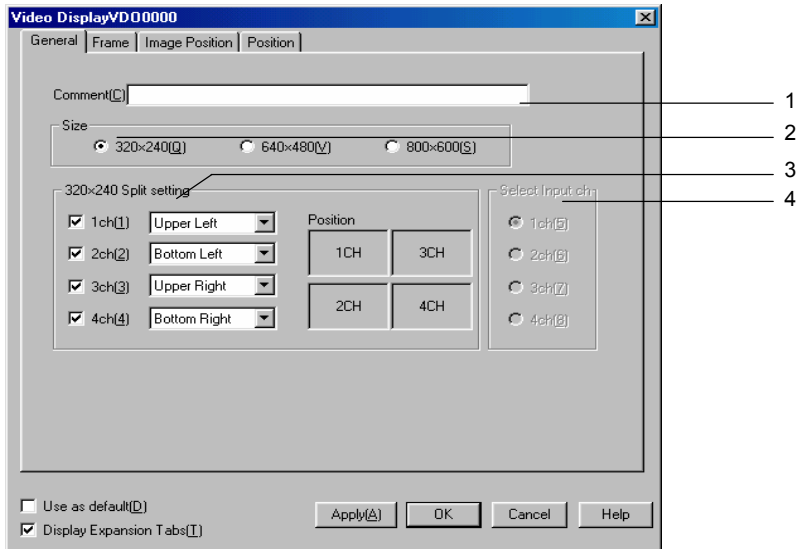 Video DisplayVDO0000
General Frame Image Position Position
Comment(C)
1
Size
2
320×240(Q) 640×480(V) 800×600(S)
3
320×240 Split setting Select Input ch
4
1ch(1) Upper Left Position 1ch(5)
2ch(2) Bottom Left 1CH 3CH 2ch(6)
3ch(3) Upper Right 3ch(7)
4ch(4) Bottom Right 2CH 4CH 4ch(8)
Use as default(D)
Apply(A) OK Cancel Help
Display Expansion Tabs(T)